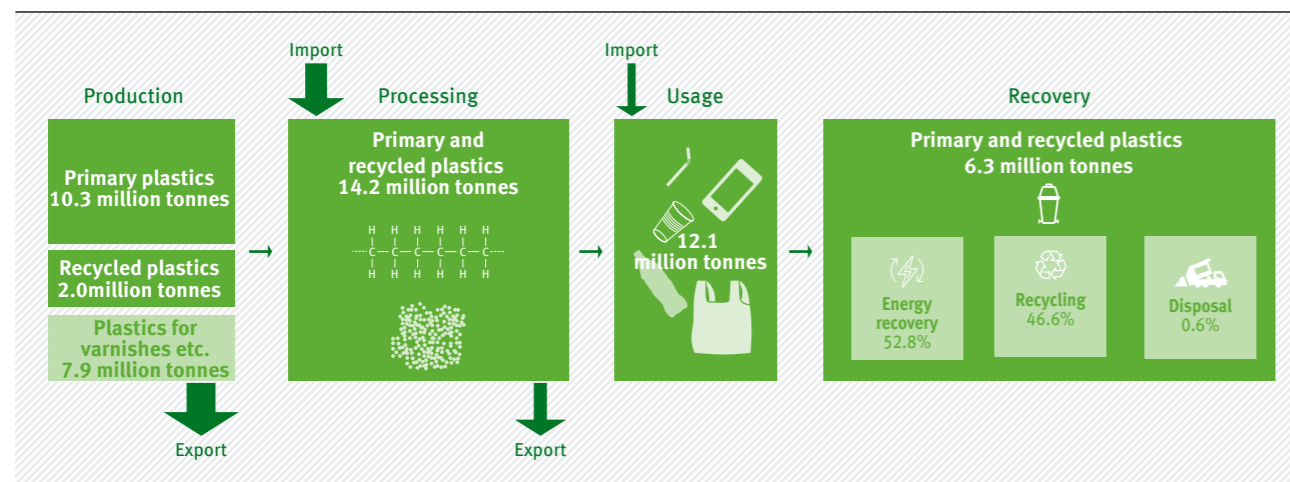 Import
Import
Production
Processing
Usage
Recovery
Primary plastics
10.3 million tonnes
Recycled plastics
2.0million tonnes
Plastics for
varnishes etc.
7.9 million tonnes
Export
Primary and
recycled plastics
14.2 million tonnes
H H H H H H
C C C C C C
H H H H H H
Export
12.1
million tonnes
Primary and recycled plastics
6.3 million tonnes
Energy
recovery
52.8%
Recycling
46.6%
Disposal
0.6%